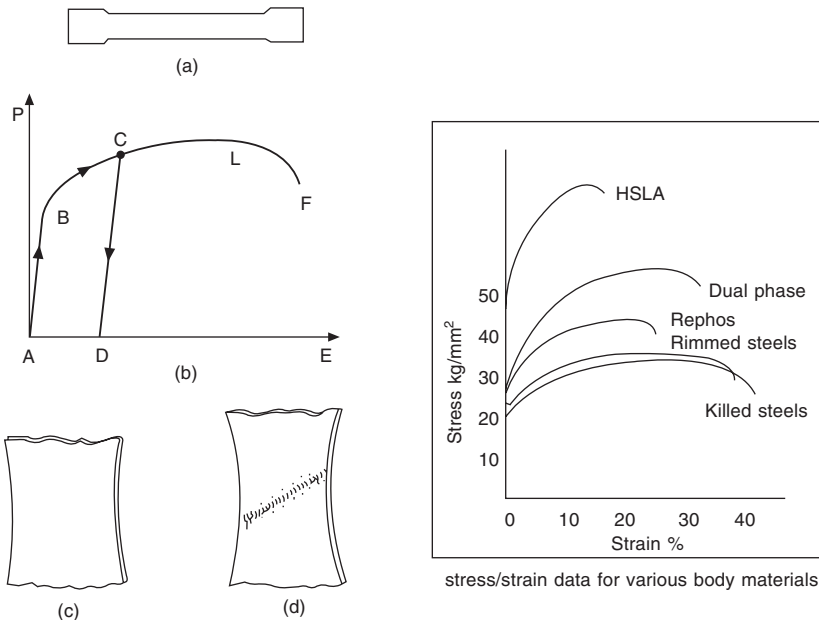 (a)
P
C
L
B
F
A
D
E
(b)
(c)
(d)
HSLA
Dual phase
Rephos
Rimmed steels
Killed steels
Stress kg/mm²
50
40
30
20
10
0 10 20 30 40
Strain %
stress/strain data for various body materials